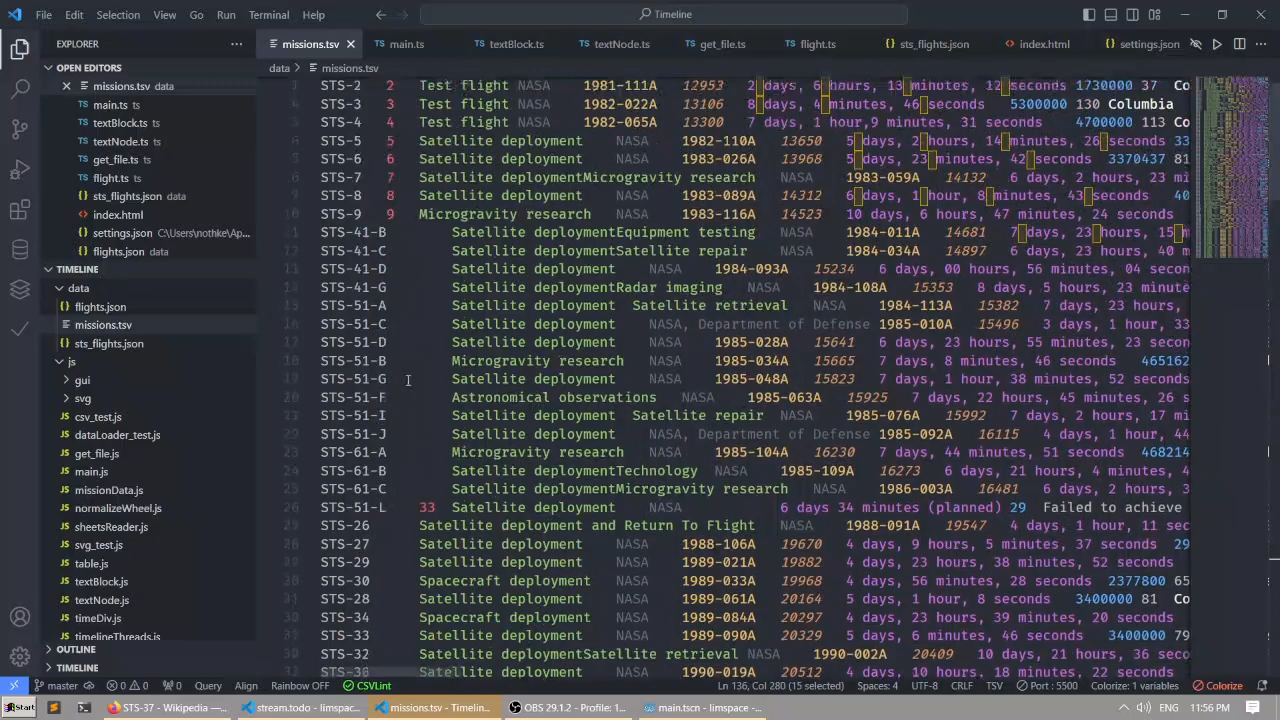 File Edit Selection View Go Run Terminal Help Timeline
EXPLORER missions.tsv main.ts textBlock.ts textNode.ts get_file.ts flight.ts sts_flights.json index.html settings.json
data > missions.tsv
OPEN EDITORS
missions.tsv data
main.ts
textBlock.ts
textNode.ts
get_file.ts
flight.ts
sts_flights.json data
index.html
settings.json C:\Users\nothke\Ap...
flights.json data
TIMELINE
data
flights.json
missions.tsv
sts_flights.json
js
gui
svg
csv_test.js
dataLoader_test.js
get_file.js
main.js
missionData.js
normalizeWheel.js
sheetsReader.js
svg_test.js
table.js
textBlock.js
textNode.js
timeDiv.js
timelineThreads.js
OUTLINE
TIMELINE
STS-2 2 Test flight NASA 1981-111A 12953 2 days, 6 hours, 13 minutes, 12 seconds 1730000 37 Co
STS-3 3 Test flight NASA 1982-022A 13106 8 days, 4 minutes, 46 seconds 5300000 130 Columbia
STS-4 4 Test flight NASA 1982-065A 13300 7 days, 1 hour,9 minutes, 31 seconds 4700000 113 Co
STS-5 5 Satellite deployment NASA 1982-110A 13650 5 days, 2 hours, 14 minutes, 26 seconds 33
STS-6 6 Satellite deployment NASA 1983-026A 13968 5 days, 23 minutes, 42 seconds 3370437 81
STS-7 7 Satellite deploymentMicrogravity research NASA 1983-059A 14132 6 days, 2 hours, 23 min
STS-8 8 Satellite deployment NASA 1983-089A 14312 6 days, 1 hour, 8 minutes, 43 seconds 40
STS-9 9 Microgravity research NASA 1983-116A 14523 10 days, 6 hours, 47 minutes, 24 seconds
STS-41-B Satellite deploymentEquipment testing NASA 1984-011A 14681 7 days, 23 hours, 15 m
STS-41-C Satellite deploymentSatellite repair NASA 1984-034A 14897 6 days, 23 hours, 40 m
STS-41-D Satellite deployment NASA 1984-093A 15234 6 days, 00 hours, 56 minutes, 04 secon
STS-41-G Satellite deploymentRadar imaging NASA 1984-108A 15353 8 days, 5 hours, 23 minute
STS-51-A Satellite deployment Satellite retrieval NASA 1984-113A 15382 7 days, 23 hours,
STS-51-C Satellite deployment NASA, Department of Defense 1985-010A 15496 3 days, 1 hour, 33
STS-51-D Satellite deployment NASA 1985-028A 15641 6 days, 23 hours, 55 minutes, 23 secon
STS-51-B Microgravity research NASA 1985-034A 15665 7 days, 8 minutes, 46 seconds 465162
STS-51-G Satellite deployment NASA 1985-048A 15823 7 days, 1 hour, 38 minutes, 52 seconds
STS-51-F Astronomical observations NASA 1985-063A 15925 7 days, 22 hours, 45 minutes, 26 s
STS-51-I Satellite deployment Satellite repair NASA 1985-076A 15992 7 days, 2 hours, 17 m
STS-51-J Satellite deployment NASA, Department of Defense 1985-092A 16115 4 days, 1 hour, 44
STS-61-A Microgravity research NASA 1985-104A 16230 7 days, 44 minutes, 51 seconds 468214
STS-61-B Satellite deploymentTechnology NASA 1985-109A 16273 6 days, 21 hours, 4 minutes, 4
STS-61-C Satellite deploymentMicrogravity research NASA 1986-003A 16481 6 days, 2 hours, 3
STS-51-L 33 Satellite deployment NASA 6 days 34 minutes (planned) 29 Failed to achieve
STS-26 Satellite deployment and Return To Flight NASA 1988-091A 19547 4 days, 1 hour, 11 sec
STS-27 Satellite deployment NASA 1988-106A 19670 4 days, 9 hours, 5 minutes, 37 seconds 29
STS-29 Satellite deployment NASA 1989-021A 19882 4 days, 23 hours, 38 minutes, 52 seconds
STS-30 Spacecraft deployment NASA 1989-033A 19968 4 days, 56 minutes, 28 seconds 2377800 65
STS-28 Satellite deployment NASA 1989-061A 20164 5 days, 1 hour, 8 seconds 3400000 81 Co
STS-34 Spacecraft deployment NASA 1989-084A 20297 4 days, 23 hours, 39 minutes, 20 seconds
STS-33 Satellite deployment NASA 1989-090A 20329 5 days, 6 minutes, 46 seconds 3400000 79
STS-32 Satellite deploymentSatellite retrieval NASA 1990-002A 20409 10 days, 21 hours, 36 sec
STS-36 Satellite deployment NASA 1990-019A 20512 4 days, 10 hours, 18 minutes, 22 seconds
master 0 0 0 Query Align Rainbow OFF CSVLint Ln 136, Col 280 (15 selected) Spaces: 4 UTF-8 CRLF TSV Port : 5500 Colorize: 1 variables Colorize
Start STS-37 - Wikipedia —... stream.todo - limspac... missions.tsv - Timelin... OBS 29.1.2 - Profile: 1... main.tscn - limspace -... 11:56 PM